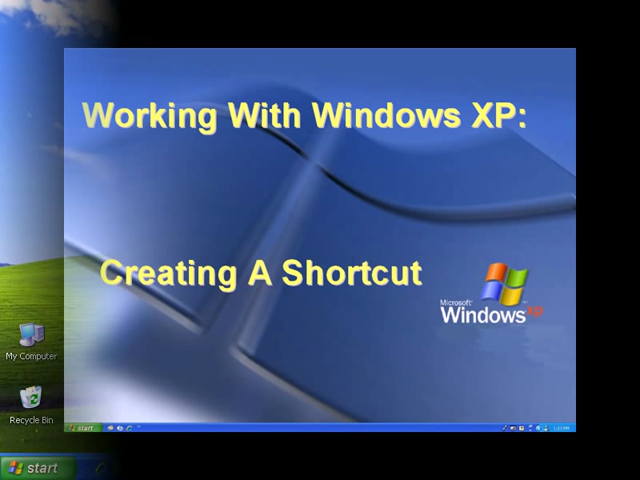 Working With Windows XP:
Creating A Shortcut
Microsoft
Windows xp
My Computer
Recycle Bin
start
start